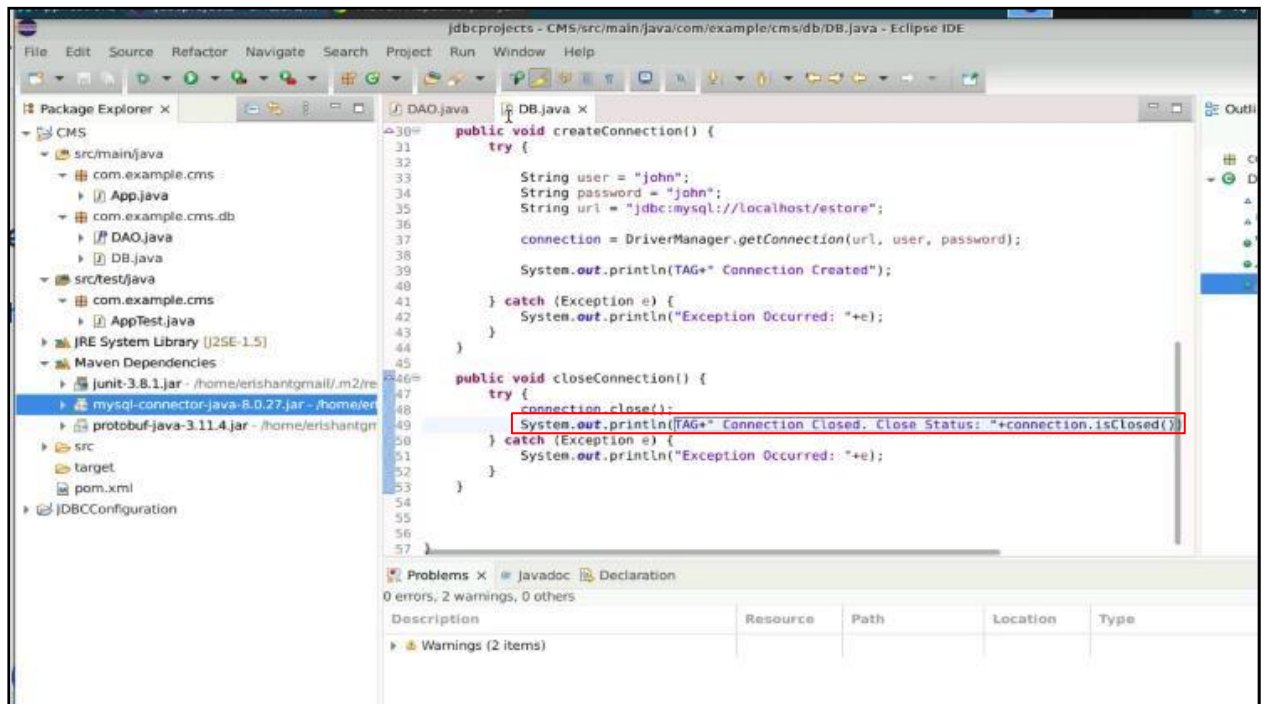 jdbcprojects - CMS/src/main/java/com/example/cms/db/DB.java - Eclipse IDE
File Edit Source Refactor Navigate Search Project Run Window Help
Package Explorer
CMS
src/main/java
com.example.cms
App.java
com.example.cms.db
DAO.java
DB.java
src/test/java
com.example.cms
AppTest.java
JRE System Library [J2SE-1.5]
Maven Dependencies
junit-3.8.1.jar - /home/erishantgmail/.m2/re
mysql-connector-java-8.0.27.jar - /home/eri
protobuf-java-3.11.4.jar - /home/erishantgm
src
target
pom.xml
jDBCConfiguration
DAO.java DB.java
30 public void createConnection() {
31 try {
32
33 String user = "john";
34 String password = "john";
35 String url = "jdbc:mysql://localhost/estore";
36
37 connection = DriverManager.getConnection(url, user, password);
38
39 System.out.println(TAG+" Connection Created");
40
41 } catch (Exception e) {
42 System.out.println("Exception Occurred: "+e);
43 }
44 }
45
46 public void closeConnection() {
47 try {
48 connection.close();
49 System.out.println(TAG+" Connection Closed. Close Status: "+connection.isClosed())
50 } catch (Exception e) {
51 System.out.println("Exception Occurred: "+e);
52 }
53 }
54
55
56
57 }
Outli
Problems Javadoc Declaration
0 errors, 2 warnings, 0 others
Description Resource Path Location Type
Warnings (2 items)